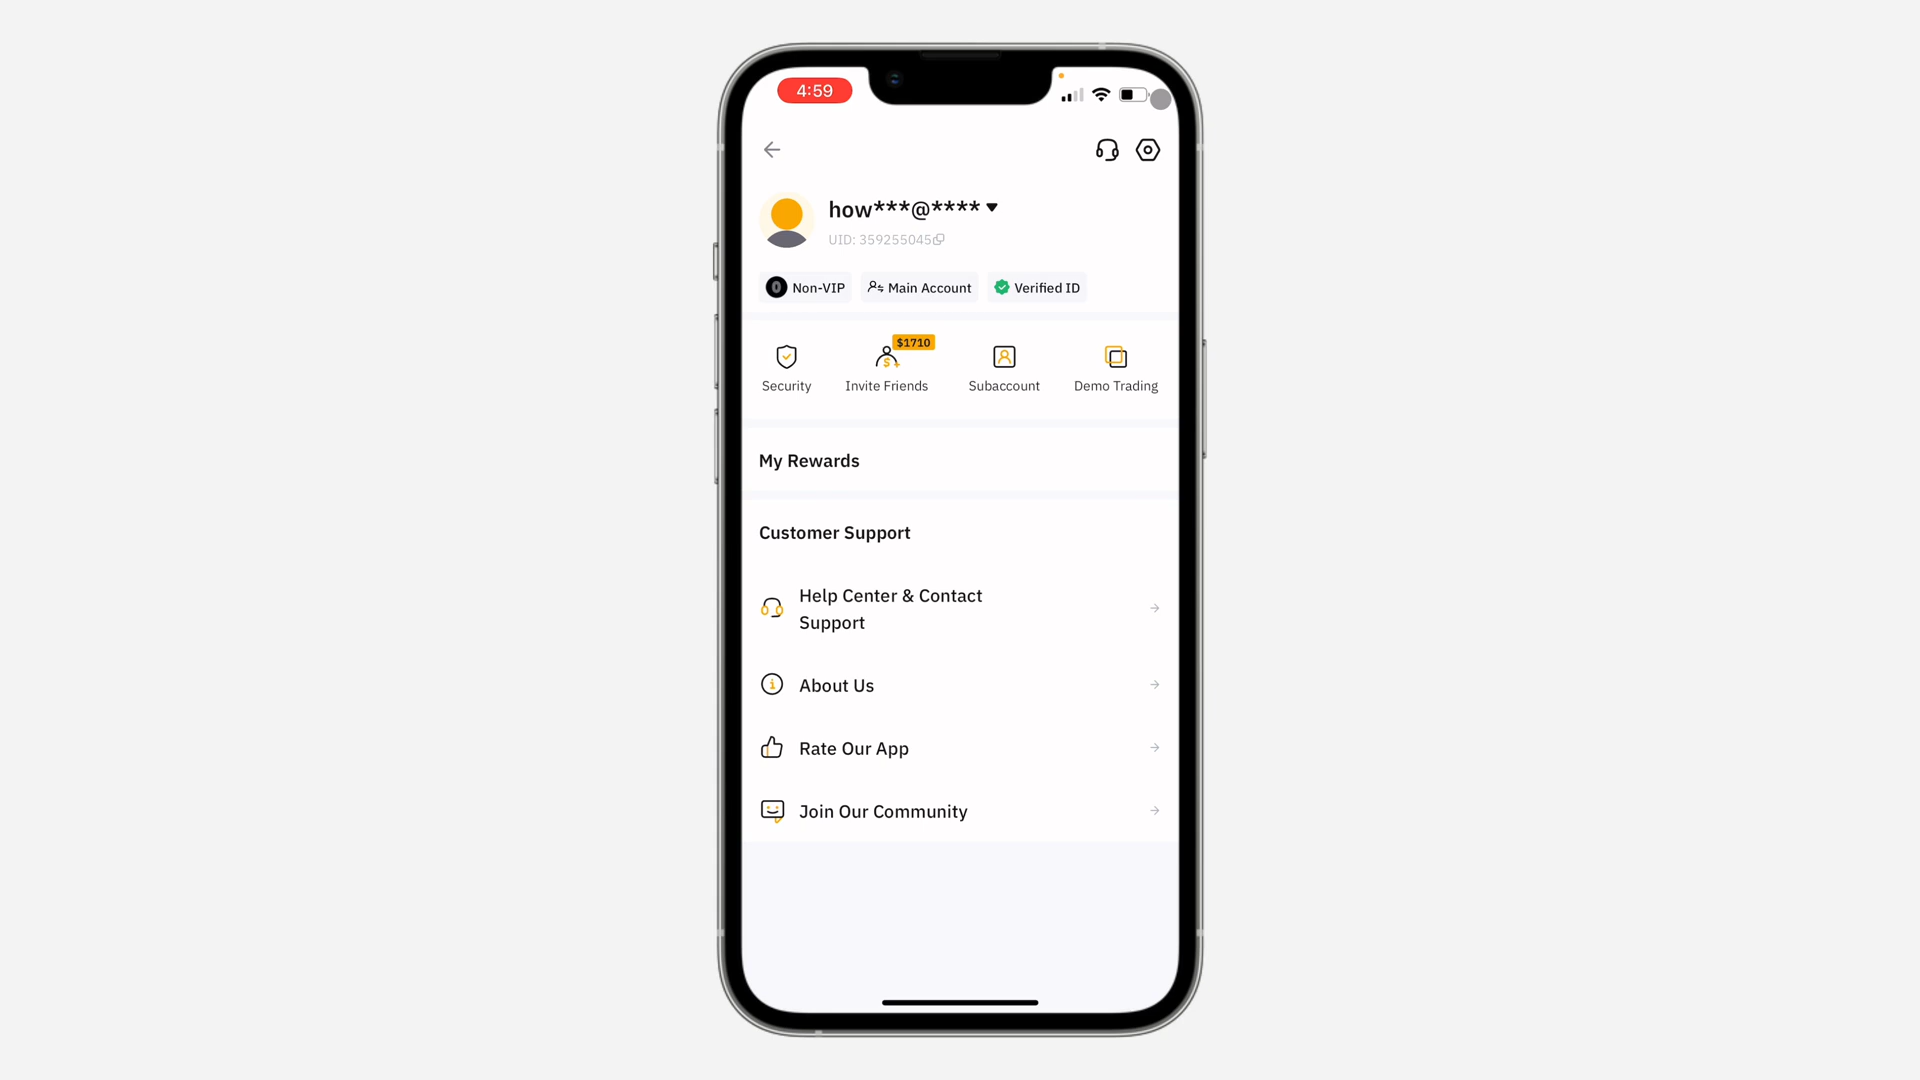 4:59
how***@****
UID: 359255045
Non-VIP
Main Account
Verified ID
$1710
Security
Invite Friends
Subaccount
Demo Trading
My Rewards
Customer Support
Help Center & Contact
Support
About Us
Rate Our App
Join Our Community